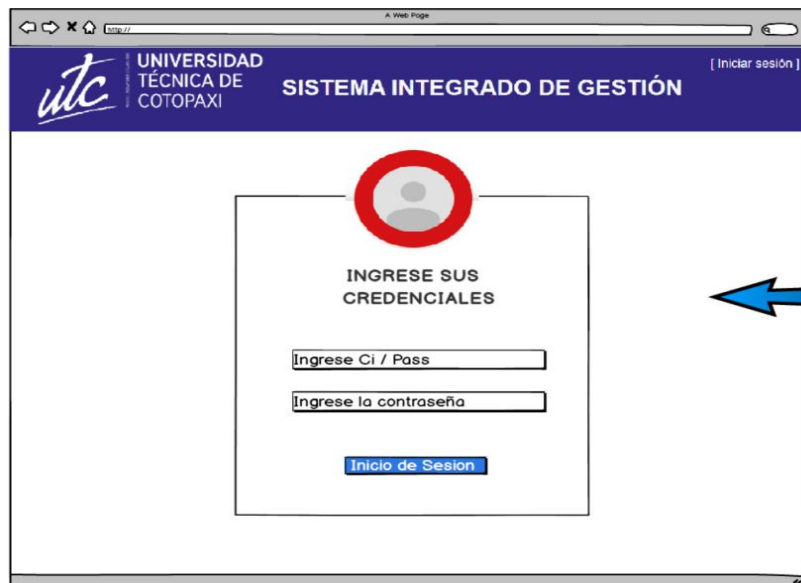 A Web Page
http://
utc
UNIVERSIDAD
TÉCNICA DE
COTOPAXI
SISTEMA INTEGRADO DE GESTIÓN
[ Iniciar sesión ]
INGRESE SUS
CREDENCIALES
Ingrese Ci / Pass
Ingrese la contraseña
Inicio de Sesion